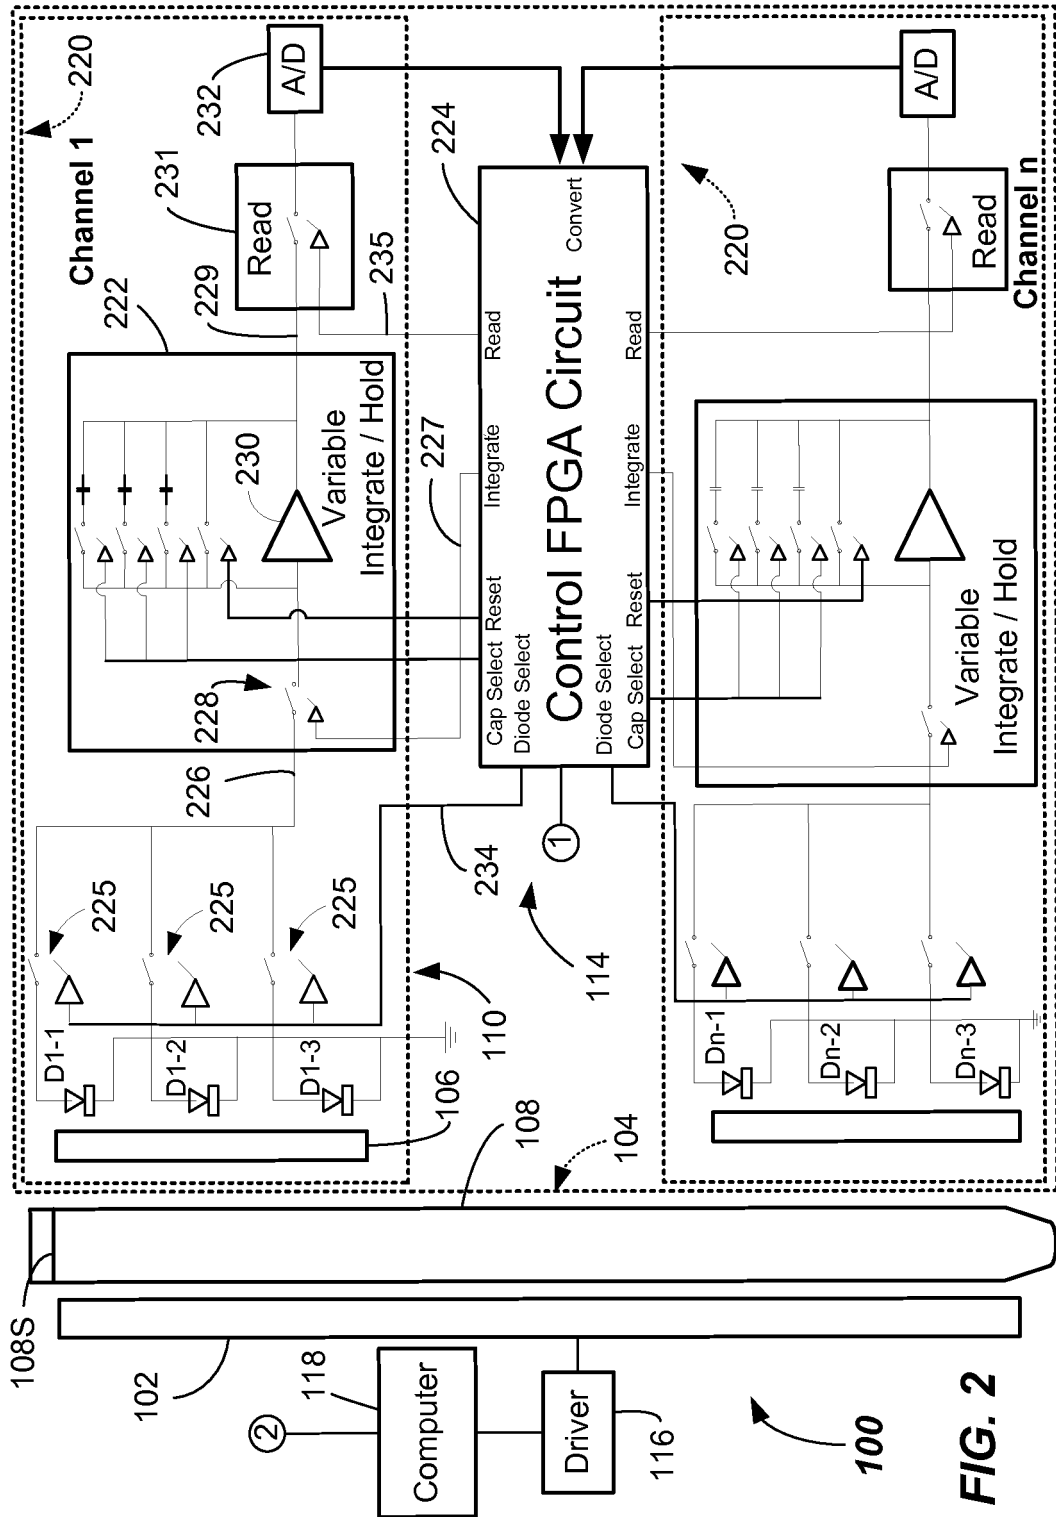 220
Channel 1
232
A/D
231
Read
229
235
222
230
Variable
Integrate / Hold
227
228
226
225
225
225
234
D1-1
D1-2
D1-3
106
110
114
104
108
108S
102
224
Control FPGA Circuit
Convert
Read
Integrate
Reset
Cap Select
Diode Select
Read
Integrate
Reset
Cap Select
Diode Select
1
220
Channel n
A/D
Read
Variable
Integrate / Hold
Dn-1
Dn-2
Dn-3
2
Computer
118
Driver
116
100
FIG. 2